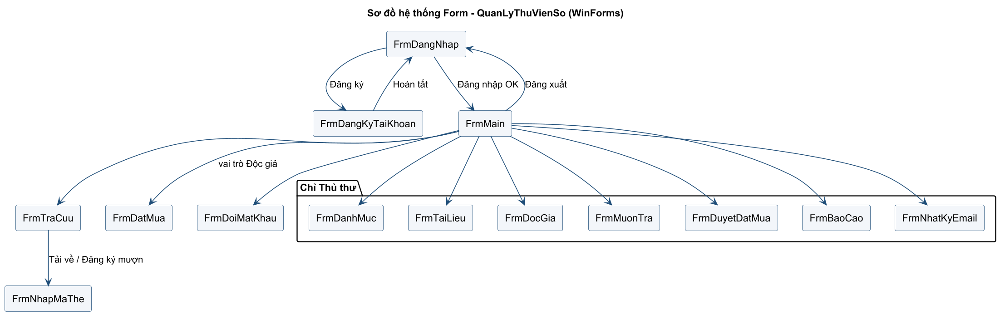 Sơ đồ hệ thống Form - QuanLyThuVienSo (WinForms)
FrmDangNhap
Đăng ký
Hoàn tất
Đăng nhập OK
Đăng xuất
FrmDangKyTaiKhoan
FrmMain
vai trò Độc giả
Chỉ Thủ thư
FrmTraCuu
FrmDatMua
FrmDoiMatKhau
FrmDanhMuc
FrmTaiLieu
FrmDocGia
FrmMuonTra
FrmDuyetDatMua
FrmBaoCao
FrmNhatKyEmail
Tải về / Đăng ký mượn
FrmNhapMaThe